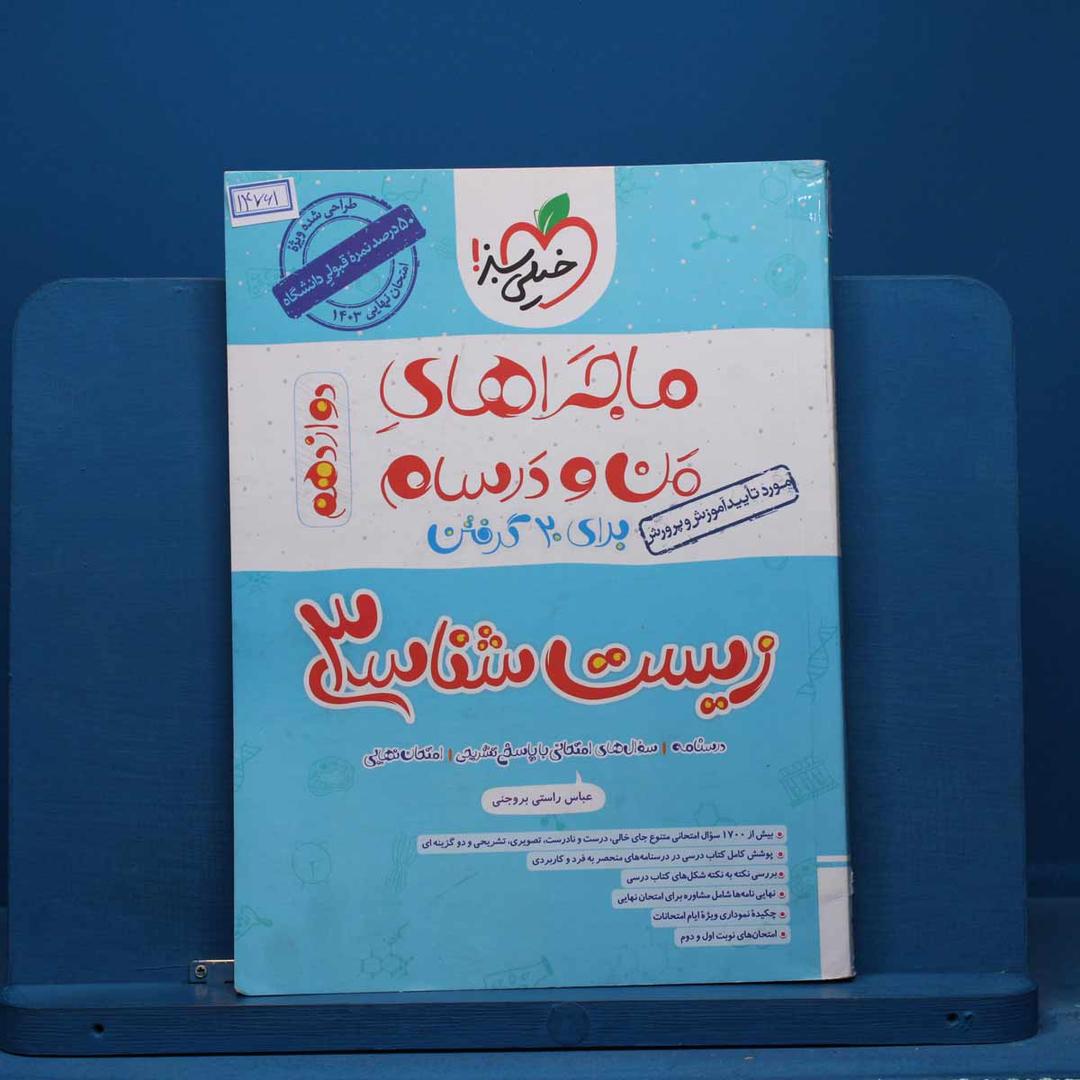 ۱۴۷۶۱
طراحی شده ویژهٔ
۵۰ درصد نمرهٔ قبولی دانشگاه
امتحان نهایی ۱۴۰۳
خیلی سبز!
ماجَراهایِ
مَن و دَرسام
برای ۲۰ گرفتن
دوازدهم
مورد تأیید آموزش و پرورش
زیست شناسی ۳
درسنامه | سؤال‌های امتحانی با پاسخ تشریحی | امتحان نهایی
عباس راستی بروجنی
بیش از ۱۷۰۰ سؤال امتحانی متنوع جای خالی، درست و نادرست، تصویری، تشریحی و دو گزینه ای
پوشش کامل کتاب درسی در درسنامه‌های منحصر به فرد و کاربردی
بررسی نکته به نکته شکل‌های کتاب درسی
نهایی نامه‌ها شامل مشاوره برای امتحان نهایی
چکیدهٔ نموداری ویژهٔ ایام امتحانات
امتحان‌های نوبت اول و دوم